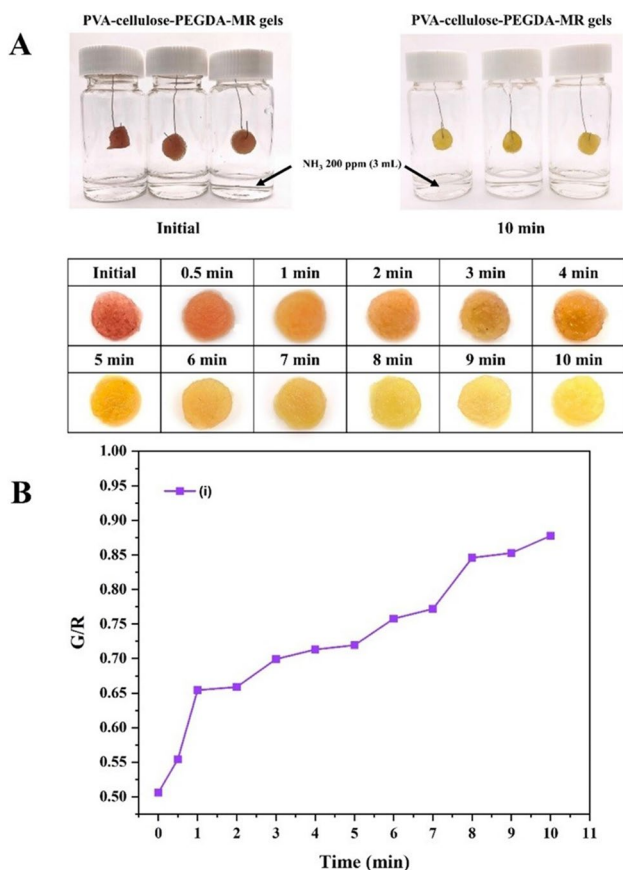 A
PVA-cellulose-PEGDA-MR gels
PVA-cellulose-PEGDA-MR gels
NH₃ 200 ppm (3 mL)
Initial
10 min
Initial 0.5 min 1 min 2 min 3 min 4 min
5 min 6 min 7 min 8 min 9 min 10 min
B
1.00
0.95
0.90
0.85
0.80
0.75
0.70
0.65
0.60
0.55
0.50
G/R
(i)
0 1 2 3 4 5 6 7 8 9 10 11
Time (min)